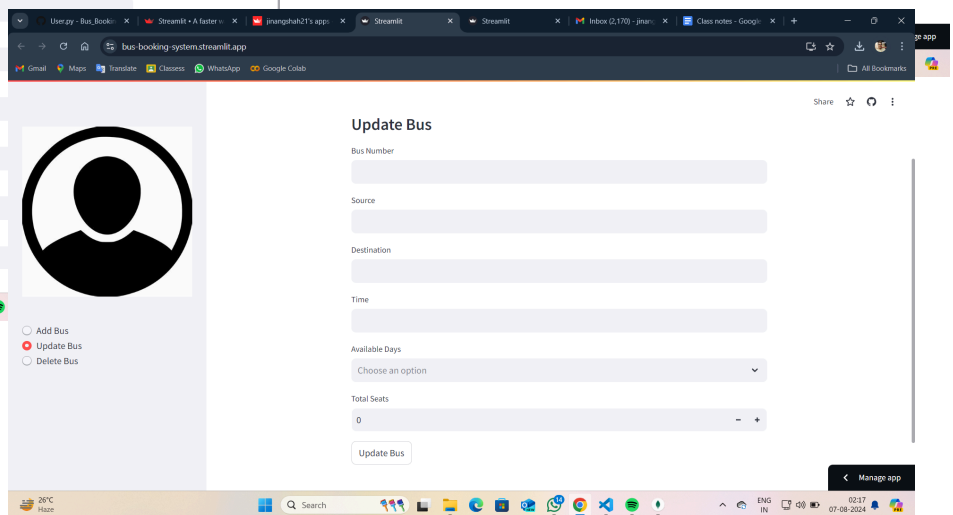 User.py - Bus_Bookin
Streamlit • A faster w
jinangshah21's apps
Streamlit
Streamlit
Inbox (2,170) - jinang
Class notes - Google
bus-booking-system.streamlit.app
ge app
Gmail
Maps
Translate
Classess
WhatsApp
Google Colab
All Bookmarks
Share
Update Bus
Bus Number
Source
Destination
Time
Add Bus
Update Bus
Delete Bus
Available Days
Choose an option
Total Seats
0
Update Bus
Manage app
26°C
Haze
Search
14
ENG
IN
02:17
07-08-2024